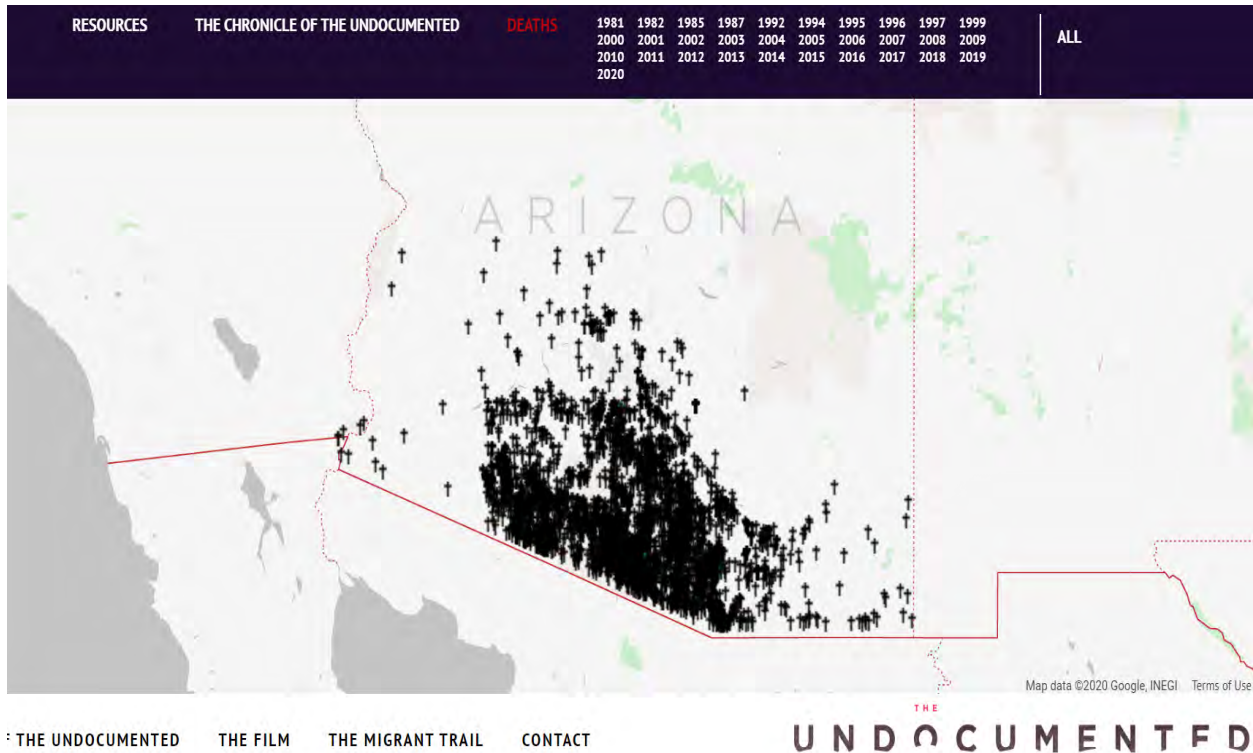 RESOURCES THE CHRONICLE OF THE UNDOCUMENTED DEATHS 1981 1982 1985 1987 1992 1994 1995 1996 1997 1999 ALL
2000 2001 2002 2003 2004 2005 2006 2007 2008 2009
2010 2011 2012 2013 2014 2015 2016 2017 2018 2019
2020
ARIZONA
Map data ©2020 Google, INEGI Terms of Use
THE
UNDOCUMENTED
OF THE UNDOCUMENTED THE FILM THE MIGRANT TRAIL CONTACT